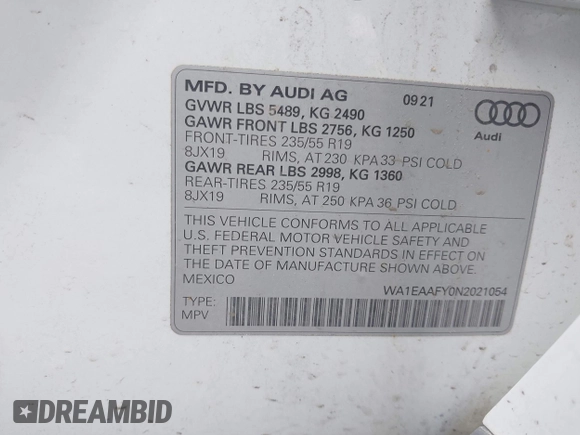 MFD. BY AUDI AG 09 21
GVWR LBS 5489, KG 2490
GAWR FRONT LBS 2756, KG 1250
FRONT-TIRES 235/55 R19
8JX19 RIMS, AT 230 KPA 33 PSI COLD
GAWR REAR LBS 2998, KG 1360
REAR-TIRES 235/55 R19
8JX19 RIMS, AT 250 KPA 36 PSI COLD
Audi
THIS VEHICLE CONFORMS TO ALL APPLICABLE
U.S. FEDERAL MOTOR VEHICLE SAFETY AND
THEFT PREVENTION STANDARDS IN EFFECT ON
THE DATE OF MANUFACTURE SHOWN ABOVE.
MEXICO WA1EAAFY0N2021054
TYPE:
MPV
DREAMBID